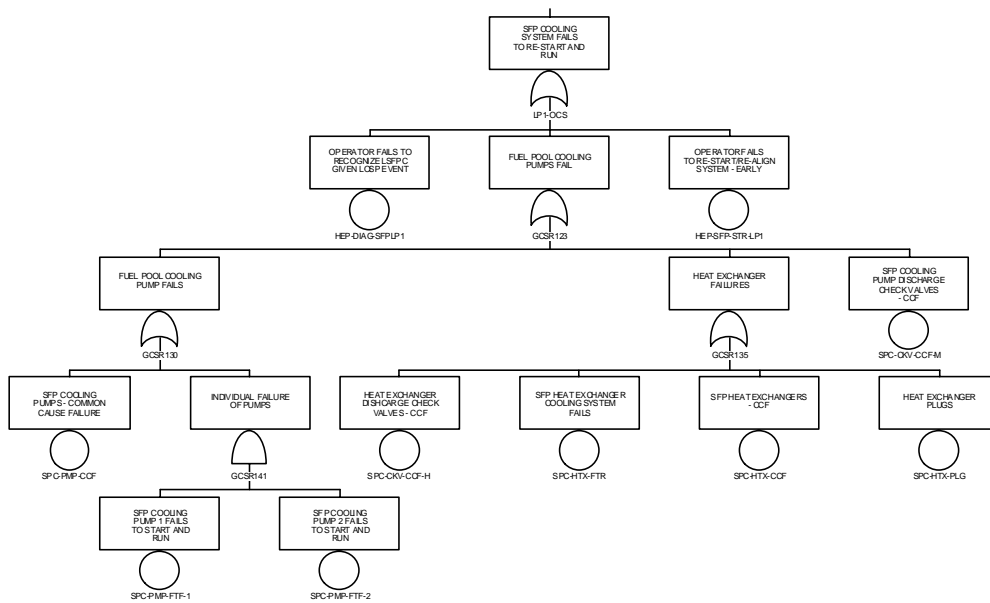 SFP COOLING
SYSTEM FAILS
TO RE-START AND
RUN
LP1-OCS
OPERATOR FAILS TO
RECOGNIZE LSFPC
GIVEN LOSP EVENT
HEP-DIAG-SFPLP1
FUEL POOL COOLING
PUMPS FAIL
GCSR123
OPERATOR FAILS
TO RE-START/RE-ALIGN
SYSTEM - EARLY
HEP-SFP-STR-LP1
FUEL POOL COOLING
PUMP FAILS
GCSR130
HEAT EXCHANGER
FAILURES
GCSR135
SFP COOLING
PUMP DISCHARGE
CHECK VALVES
- CCF
SPC-CKV-CCF-M
SFP COOLING
PUMPS - COMMON
CAUSE FAILURE
SPC-PMP-CCF
INDIVIDUAL FAILURE
OF PUMPS
GCSR141
HEAT EXCHANGER
DISHCARGE CHECK
VALVES - CCF
SPC-CKV-CCF-H
SFP HEAT EXCHANGER
COOLING SYSTEM
FAILS
SPC-HTX-FTR
SFP HEAT EXCHANGERS
- CCF
SPC-HTX-CCF
HEAT EXCHANGER
PLUGS
SPC-HTX-PLG
SFP COOLING
PUMP 1 FAILS
TO START AND
RUN
SPC-PMP-FTF-1
SFP COOLING
PUMP 2 FAILS
TO START AND
RUN
SPC-PMP-FTF-2